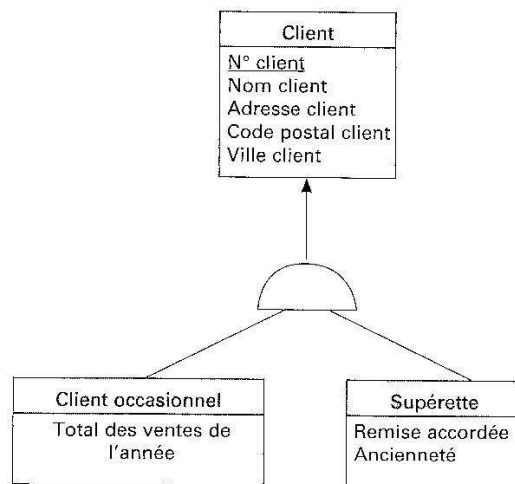 Client
N° client
Nom client
Adresse client
Code postal client
Ville client
Client occasionnel
Total des ventes de
l'année
Supérette
Remise accordée
Ancienneté